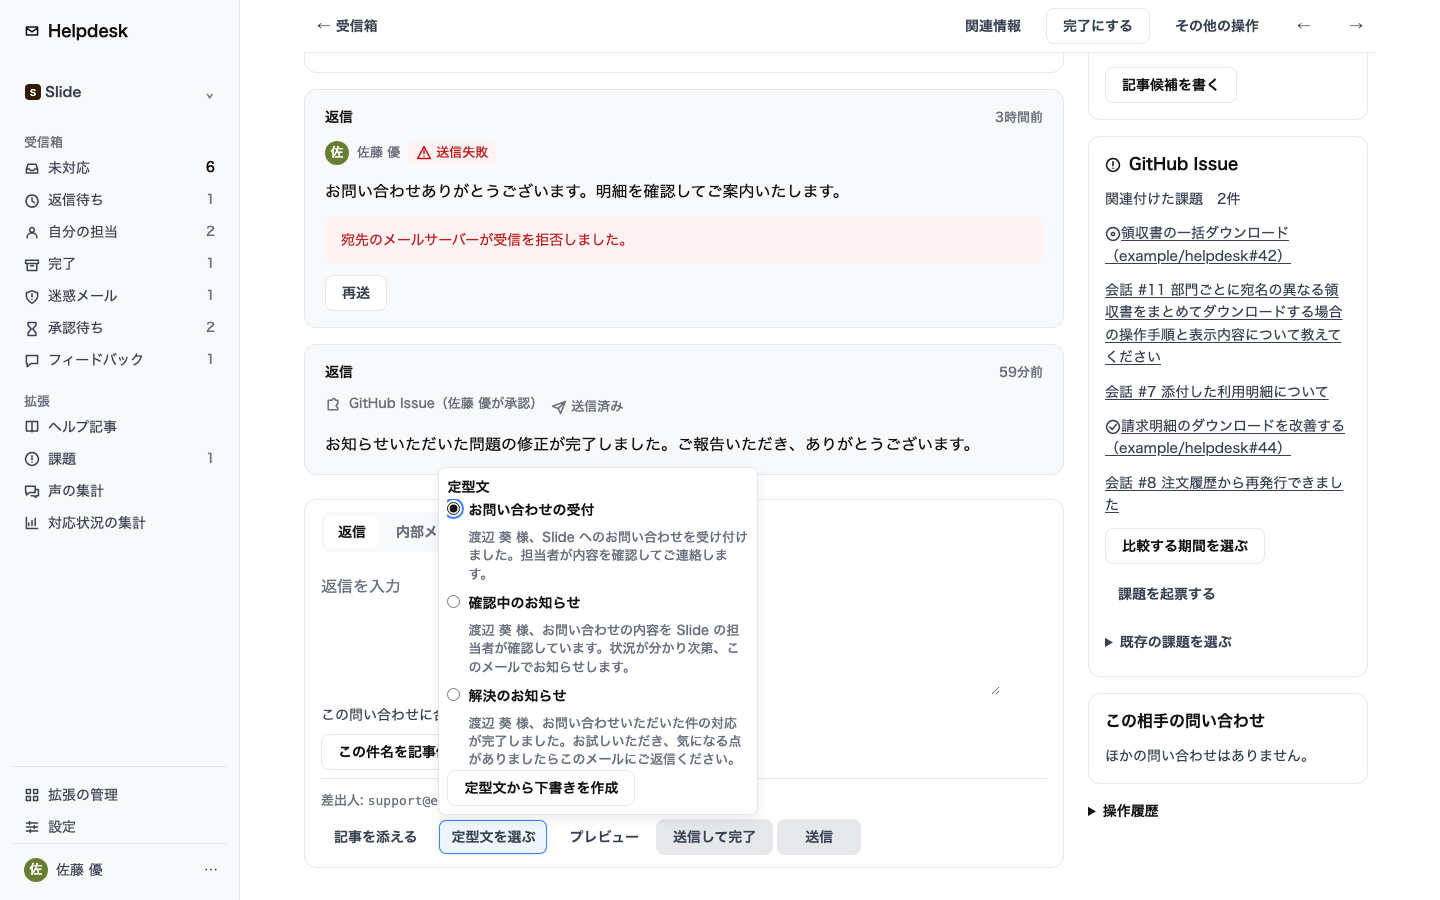 Helpdesk
S Slide
受信箱
未対応 6
返信待ち 1
自分の担当 2
完了 1
迷惑メール 1
承認待ち 2
フィードバック 1
拡張
ヘルプ記事
課題 1
声の集計
対応状況の集計
拡張の管理
設定
佐 佐藤 優 …
← 受信箱
関連情報 完了にする その他の操作 ← →
返信 3時間前
佐 佐藤 優 送信失敗
お問い合わせありがとうございます。明細を確認してご案内いたします。
宛先のメールサーバーが受信を拒否しました。
再送
返信 59分前
GitHub Issue（佐藤 優が承認） 送信済み
お知らせいただいた問題の修正が完了しました。ご報告いただき、ありがとうございます。
返信 内部メ
返信を入力
この問い合わせに合
この件名を記事
差出人: support@e
定型文
お問い合わせの受付
渡辺 葵 様、Slide へのお問い合わせを受け付け
ました。担当者が内容を確認してご連絡しま
す。
確認中のお知らせ
渡辺 葵 様、お問い合わせの内容を Slide の担
当者が確認しています。状況が分かり次第、こ
のメールでお知らせします。
解決のお知らせ
渡辺 葵 様、お問い合わせいただいた件の対応
が完了しました。お試しいただき、気になる点
がありましたらこのメールにご返信ください。
定型文から下書きを作成
記事を添える 定型文を選ぶ プレビュー 送信して完了 送信
記事候補を書く
GitHub Issue
関連付けた課題 2件
領収書の一括ダウンロード
（example/helpdesk#42）
会話 #11 部門ごとに宛名の異なる領
収書をまとめてダウンロードする場合
の操作手順と表示内容について教えて
ください
会話 #7 添付した利用明細について
請求明細のダウンロードを改善する
（example/helpdesk#44）
会話 #8 注文履歴から再発行できまし
た
比較する期間を選ぶ
課題を起票する
▶ 既存の課題を選ぶ
この相手の問い合わせ
ほかの問い合わせはありません。
▶ 操作履歴